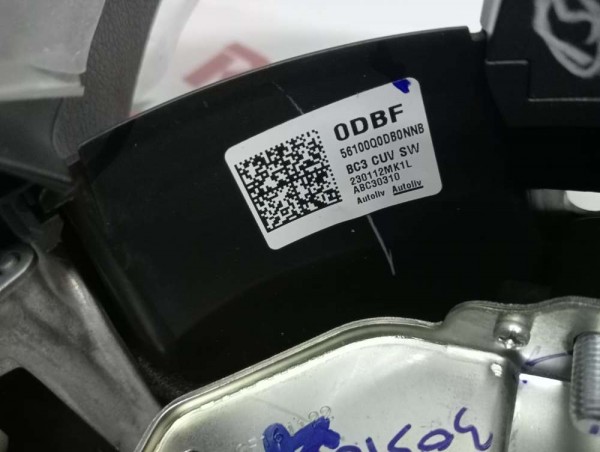 0DBF
56100Q0DB0NNB
BC3 CUV SW
230112MK1L
ABC30310
Autoliv Autoliv